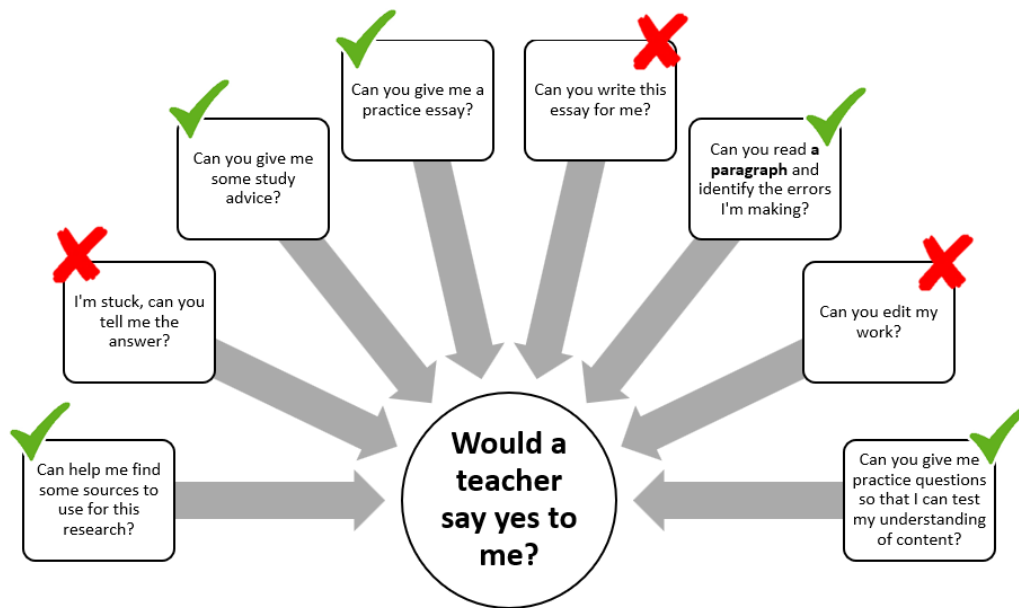 Can you give me a
practice essay?
Can you write this
essay for me?
Can you give me
some study
advice?
Can you read a
paragraph and
identify the errors
I'm making?
I'm stuck, can you
tell me the
answer?
Can you edit my
work?
Can help me find
some sources to
use for this
research?
Would a
teacher
say yes to
me?
Can you give me
practice questions
so that I can test
my understanding
of content?